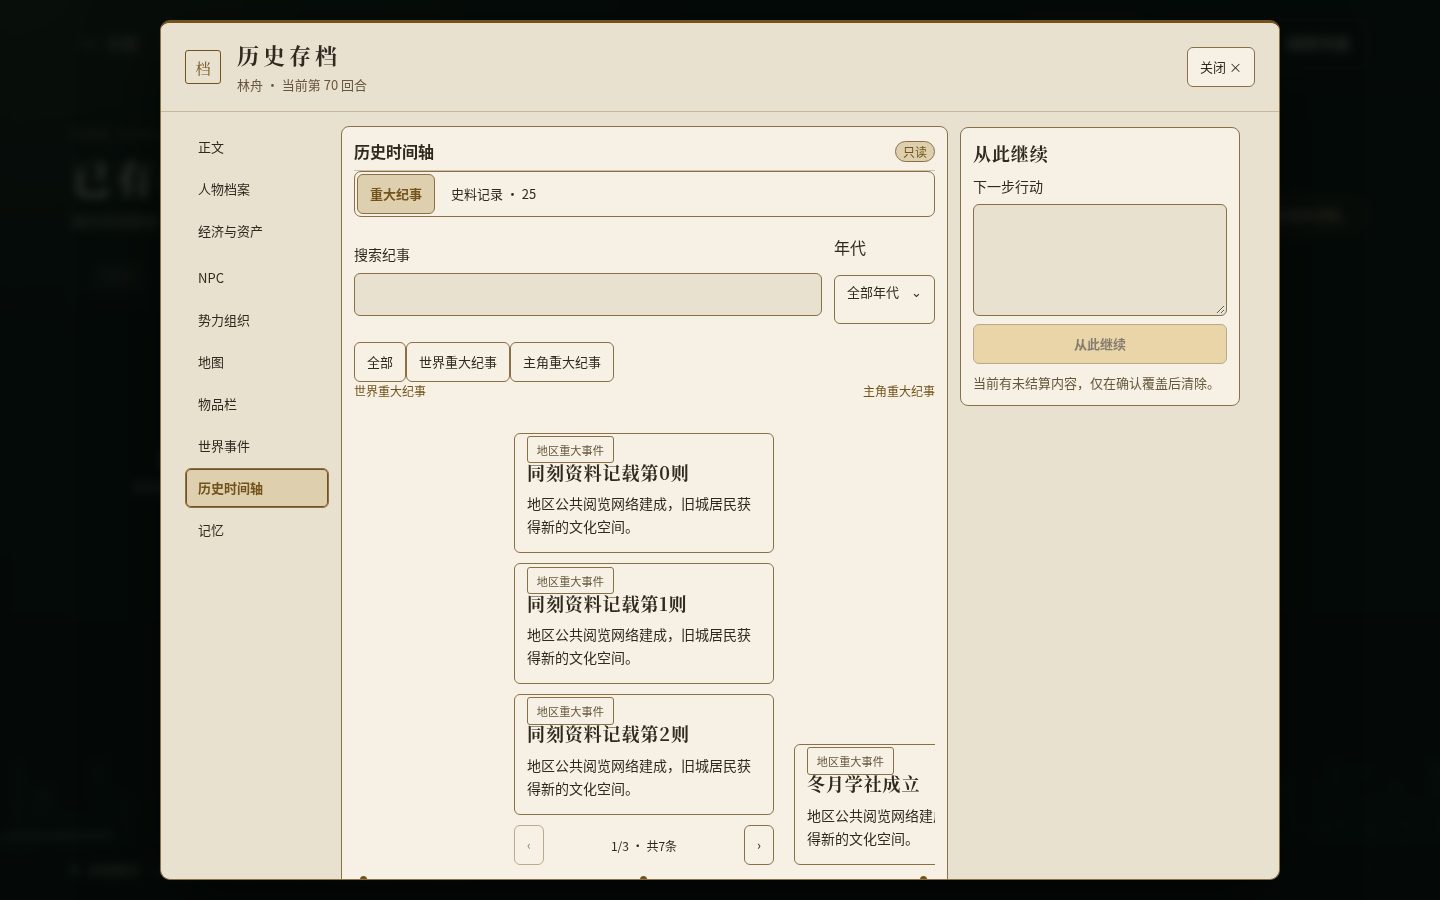 档
历史存档
林舟 · 当前第 70 回合
关闭 ×
正文
人物档案
经济与资产
NPC
势力组织
地图
物品栏
世界事件
历史时间轴
记忆
历史时间轴
只读
重大纪事
史料记录 · 25
搜索纪事
年代
全部年代
全部
世界重大纪事
主角重大纪事
世界重大纪事
主角重大纪事
地区重大事件
同刻资料记载第0则
地区公共阅览网络建成，旧城居民获
得新的文化空间。
地区重大事件
同刻资料记载第1则
地区公共阅览网络建成，旧城居民获
得新的文化空间。
地区重大事件
同刻资料记载第2则
地区公共阅览网络建成，旧城居民获
得新的文化空间。
‹
1/3 · 共7条
›
地区重大事件
冬月学社成立
地区公共阅览网络建
得新的文化空间。
从此继续
下一步行动
从此继续
当前有未结算内容，仅在确认覆盖后清除。